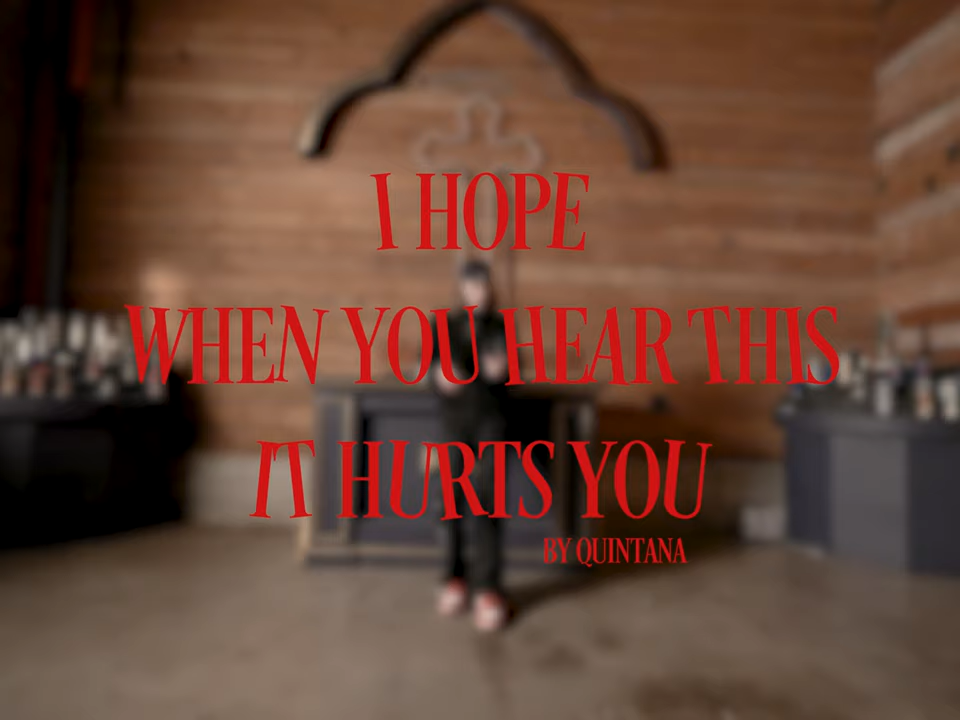 I HOPE
WHEN YOU HEAR THIS
IT HURTS YOU
BY QUINTANA